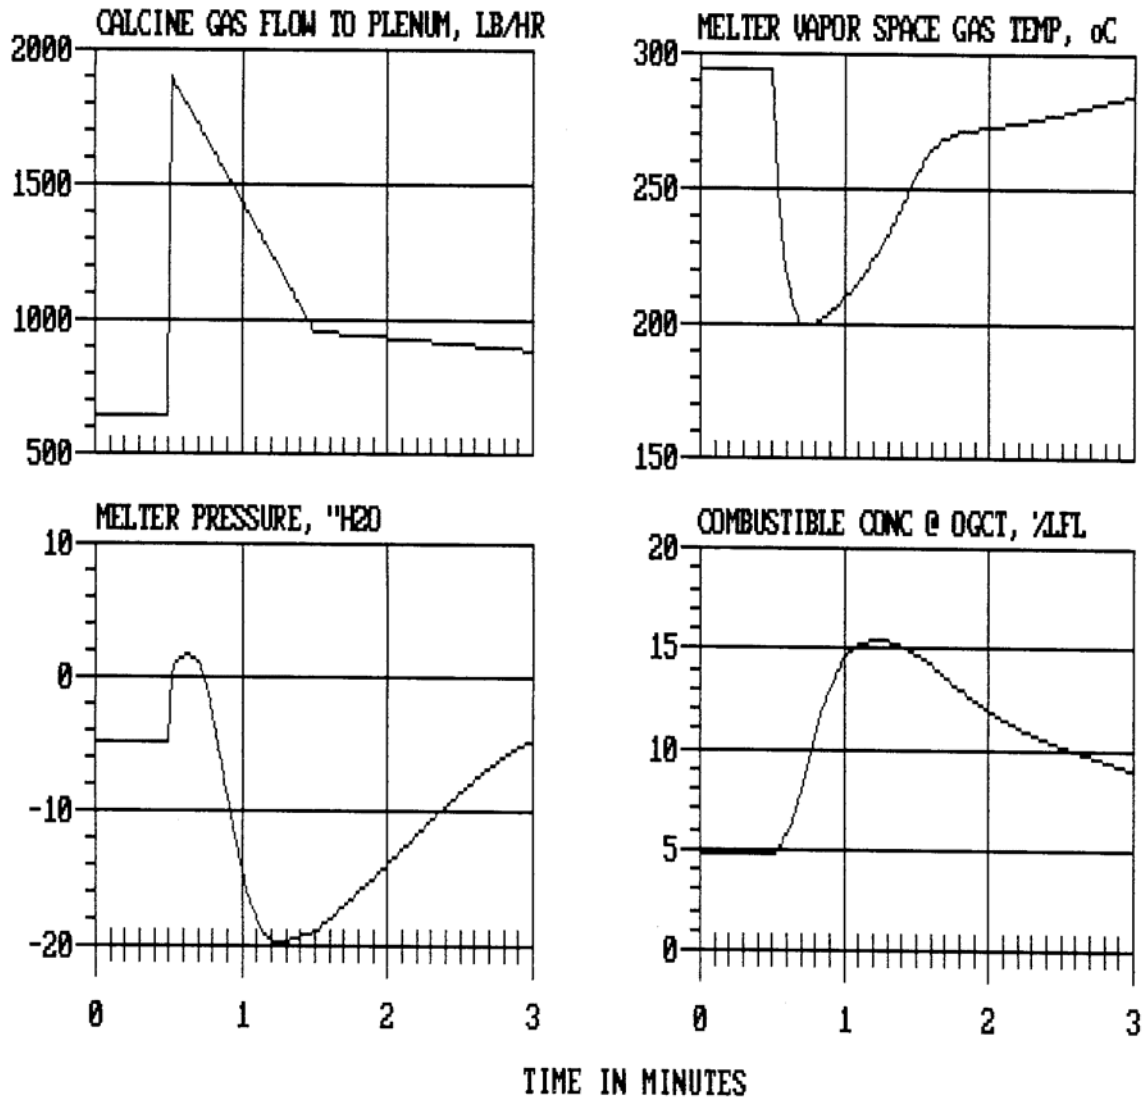 CALCINE GAS FLOW TO PLENUM, LB/HR
2000
1500
1000
500
MELTER VAPOR SPACE GAS TEMP, oC
300
250
200
150
MELTER PRESSURE, "H2O
10
0
-10
-20
0 1 2 3
COMBUSTIBLE CONC @ OGCT, %LFL
20
15
10
5
0
0 1 2 3
TIME IN MINUTES